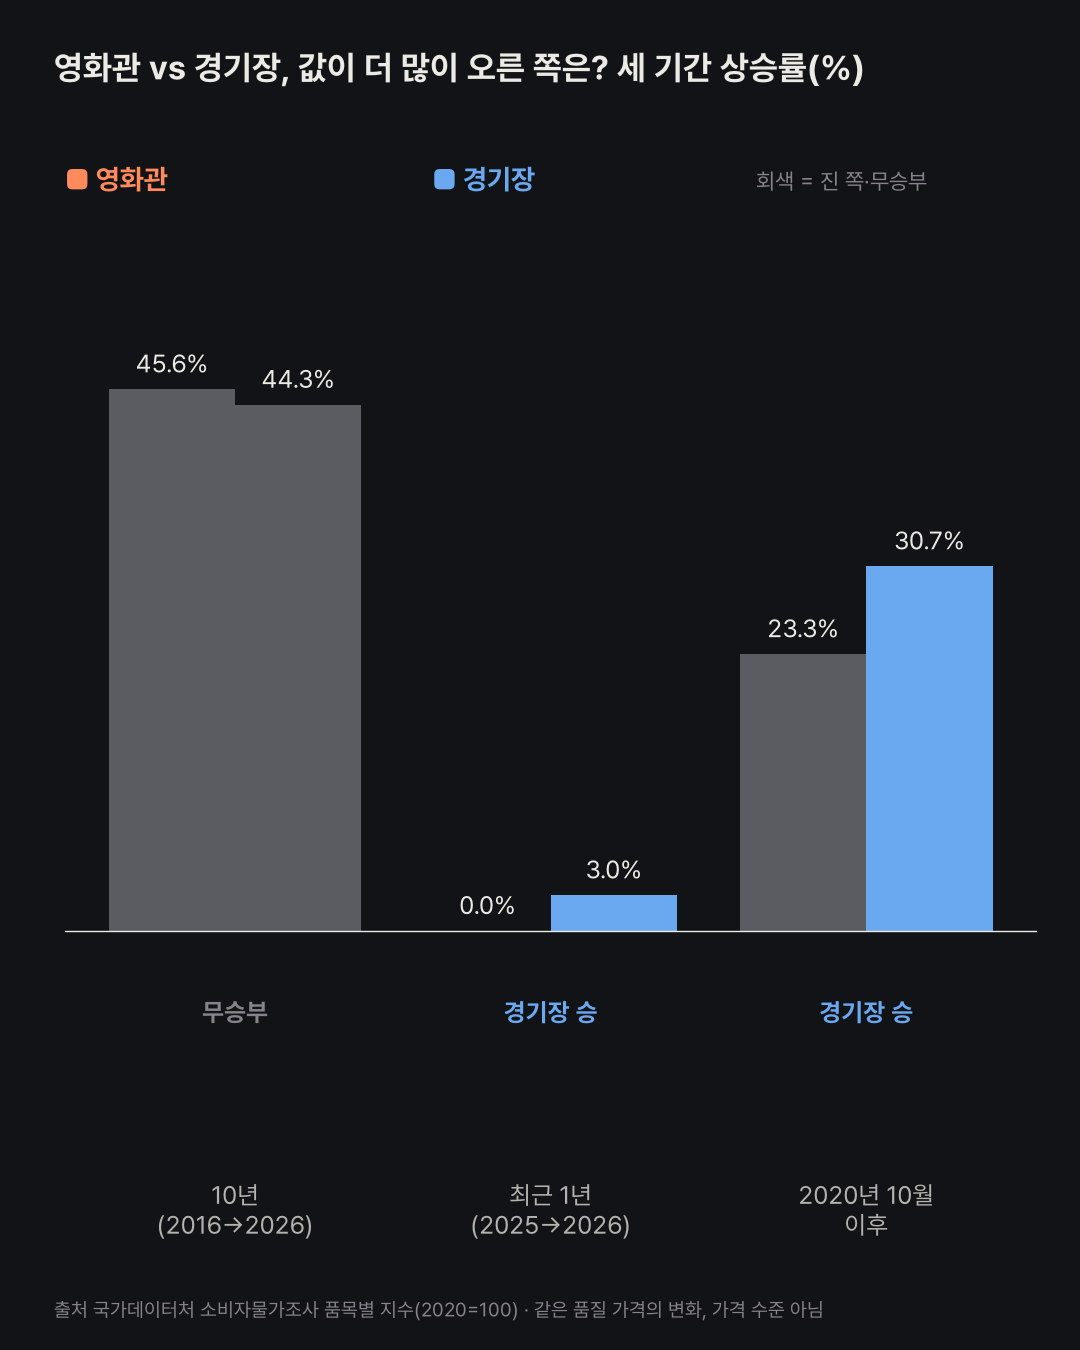 영화관 vs 경기장, 값이 더 많이 오른 쪽은? 세 기간 상승률(%)
영화관
경기장
회색 = 진 쪽·무승부
45.6%
44.3%
0.0%
3.0%
23.3%
30.7%
무승부
경기장 승
경기장 승
10년
(2016→2026)
최근 1년
(2025→2026)
2020년 10월
이후
출처 국가데이터처 소비자물가조사 품목별 지수(2020=100) · 같은 품질 가격의 변화, 가격 수준 아님